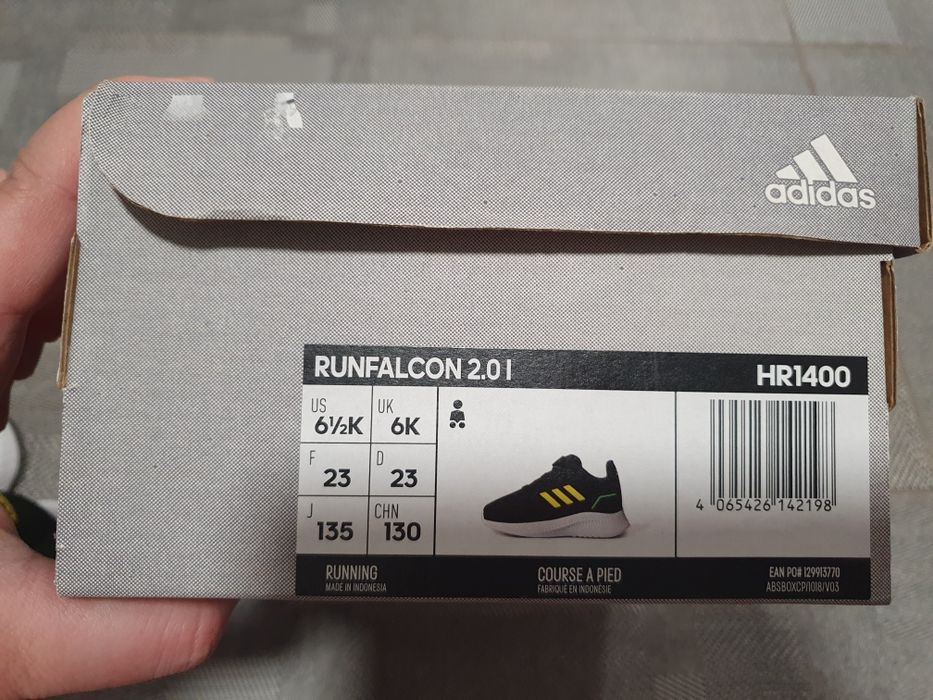 adidas
RUNFALCON 2.0 I
HR1400
US
6½K
UK
6K
F
23
D
23
J
135
CHN
130
4 065426 142198
RUNNING
MADE IN INDONESIA
COURSE A PIED
FABRIQUE EN INDONESIE
EAN PO# 129913770
ABSBOXCP/1018/V03